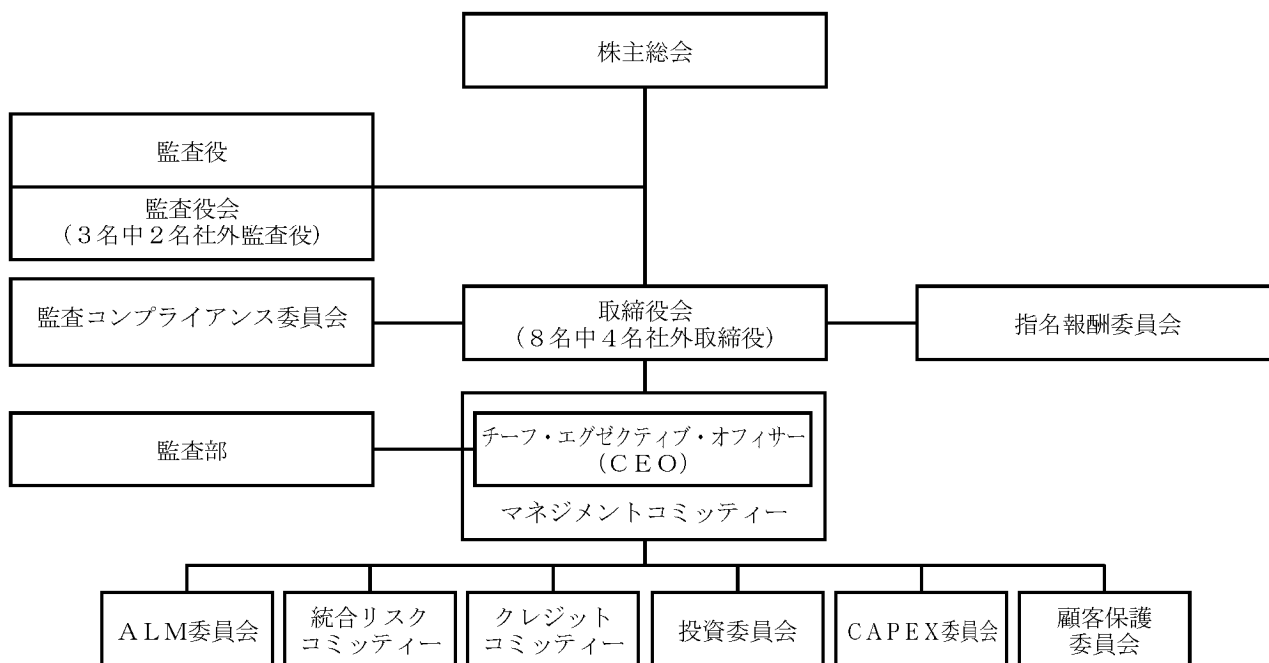 株主総会
監査役
監査役会
(３名中２名社外監査役)
監査コンプライアンス委員会
取締役会
(８名中４名社外取締役)
指名報酬委員会
監査部
チーフ・エグゼクティブ・オフィサー
(ＣＥＯ)
マネジメントコミッティー
ＡＬＭ委員会
統合リスク
コミッティー
クレジット
コミッティー
投資委員会
ＣＡＰＥＸ委員会
顧客保護
委員会